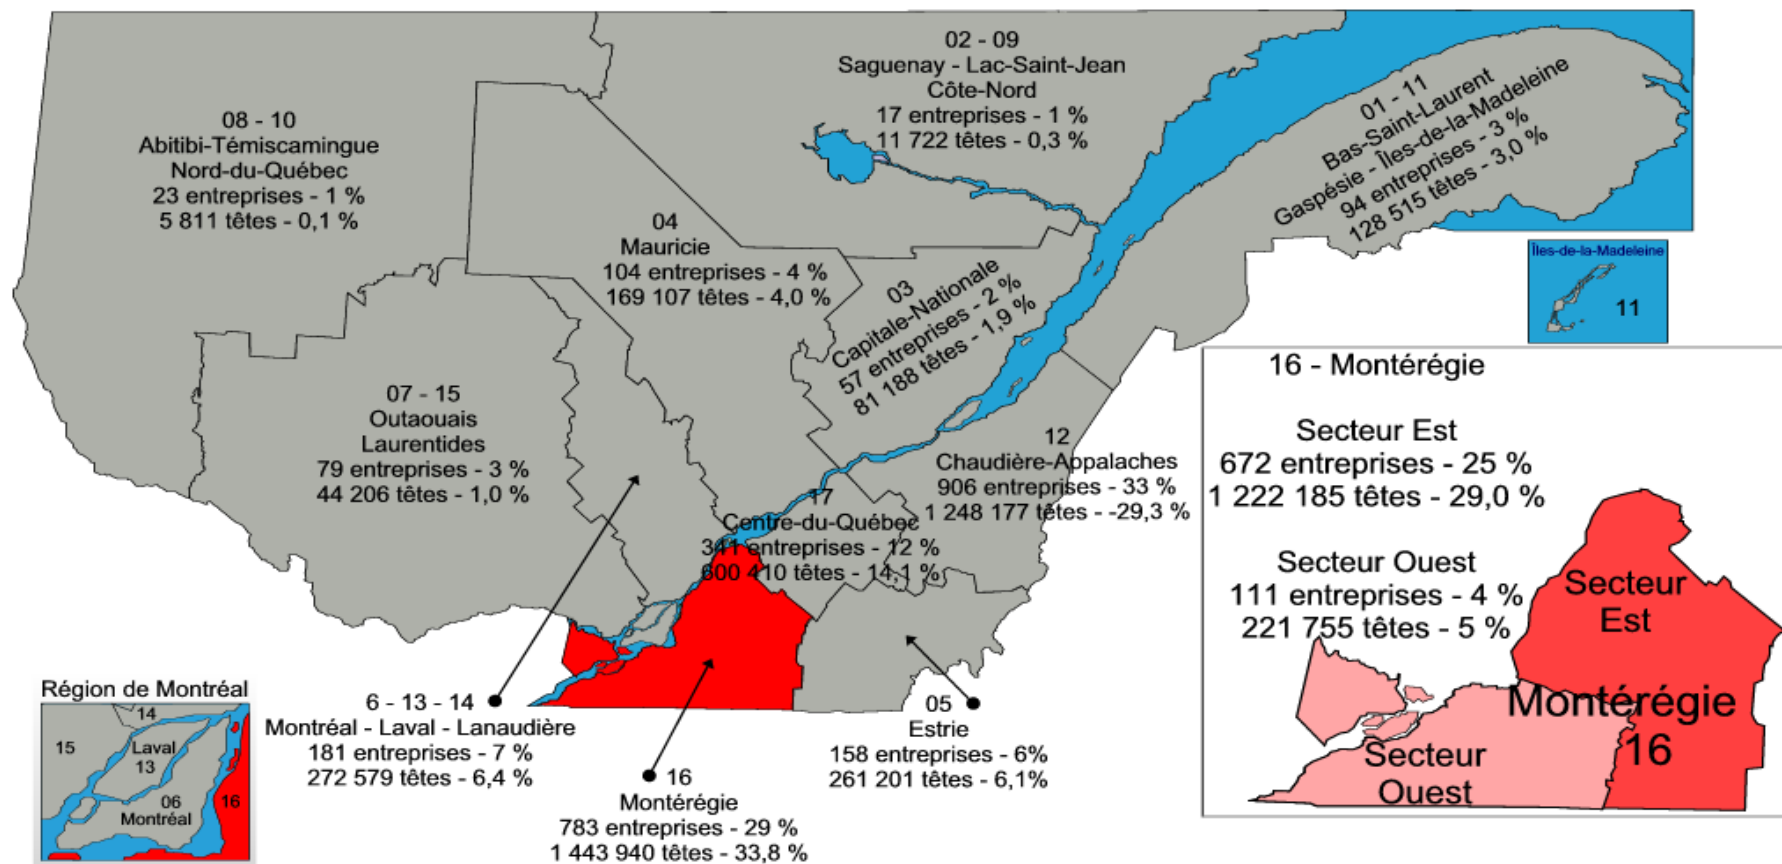 02 - 09
Saguenay - Lac-Saint-Jean
Côte-Nord
17 entreprises - 1 %
11 722 têtes - 0,3 %
01 - 11
Bas-Saint-Laurent
Gaspésie - Îles-de-la-Madeleine
94 entreprises - 3 %
128 515 têtes - 3,0 %
08 - 10
Abitibi-Témiscamingue
Nord-du-Québec
23 entreprises - 1 %
5 811 têtes - 0,1 %
04
Mauricie
104 entreprises - 4 %
169 107 têtes - 4,0 %
03
Capitale-Nationale
57 entreprises - 2 %
81 188 têtes - 1,9 %
Îles-de-la-Madeleine
11
07 - 15
Outaouais
Laurentides
79 entreprises - 3 %
44 206 têtes - 1,0 %
12
Chaudière-Appalaches
906 entreprises - 33 %
1 248 177 têtes - -29,3 %
17
Centre-du-Québec
341 entreprises - 12 %
600 410 têtes - 14,1 %
16 - Montérégie
Secteur Est
672 entreprises - 25 %
1 222 185 têtes - 29,0 %
Secteur Ouest
111 entreprises - 4 %
221 755 têtes - 5 %
Secteur
Est
Montérégie
16
Secteur
Ouest
Région de Montréal
14
15
Laval
13
06
Montréal
16
6 - 13 - 14
Montréal - Laval - Lanaudière
181 entreprises - 7 %
272 579 têtes - 6,4 %
16
Montérégie
783 entreprises - 29 %
1 443 940 têtes - 33,8 %
05
Estrie
158 entreprises - 6%
261 201 têtes - 6,1%